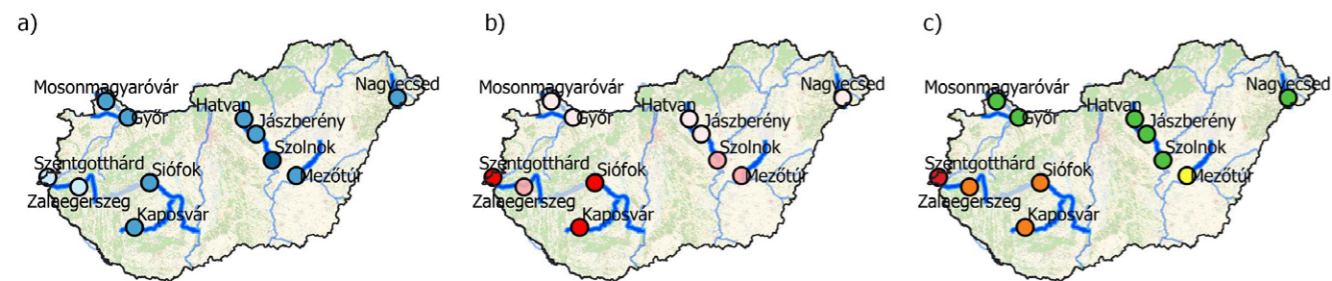 a)
Mosonmagyaróvár
Győr
Nagyecsed
Hatvan
Jászberény
Szolnok
Mezőtúr
Szentgotthárd
Siófok
Zalaegerszeg
Kaposvár
b)
Mosonmagyaróvár
Győr
Nagyecsed
Hatvan
Jászberény
Szolnok
Mezőtúr
Szentgotthárd
Siófok
Zalaegerszeg
Kaposvár
c)
Mosonmagyaróvár
Győr
Nagyecsed
Hatvan
Jászberény
Szolnok
Mezőtúr
Szentgotthárd
Siófok
Zalaegerszeg
Kaposvár